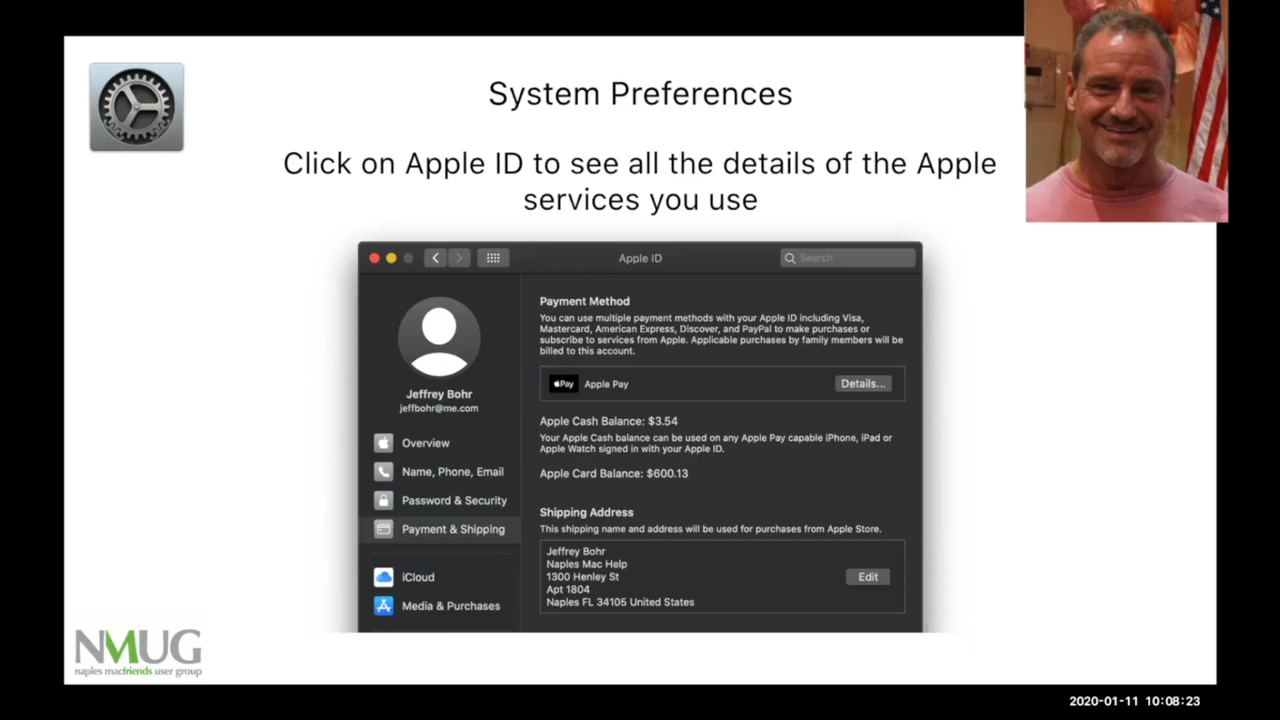 System Preferences
Click on Apple ID to see all the details of the Apple
services you use
Apple ID
Search
Jeffrey Bohr
jeffbohr@me.com
Overview
Name, Phone, Email
Password & Security
Payment & Shipping
iCloud
Media & Purchases
Payment Method
You can use multiple payment methods with your Apple ID including Visa,
Mastercard, American Express, Discover, and PayPal to make purchases or
subscribe to services from Apple. Applicable purchases by family members will be
billed to this account.
Pay
Apple Pay
Details...
Apple Cash Balance: $3.54
Your Apple Cash balance can be used on any Apple Pay capable iPhone, iPad or
Apple Watch signed in with your Apple ID.
Apple Card Balance: $600.13
Shipping Address
This shipping name and address will be used for purchases from Apple Store.
Jeffrey Bohr
Naples Mac Help
1300 Henley St
Apt 1804
Naples FL 34105 United States
Edit
NMUG
naples macfriends user group
2020-01-11 10:08:23